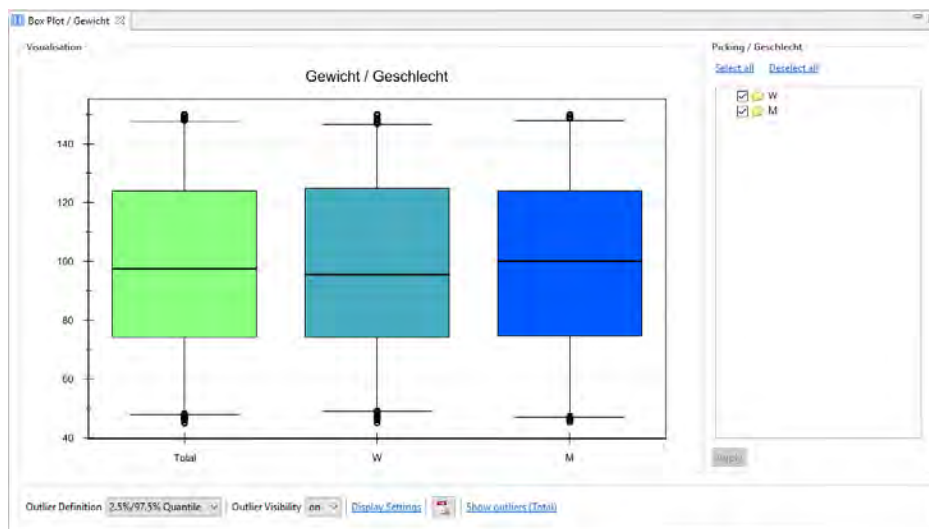 Box Plot / Gewicht
Visualisation
Gewicht / Geschlecht
140
120
100
80
60
40
Total
W
M
Picking / Geschlecht
Select all Deselect all
W
M
Apply
Outlier Definition 2.5%/97.5% Quantile Outlier Visibility on Display Settings Show outliers (Total)